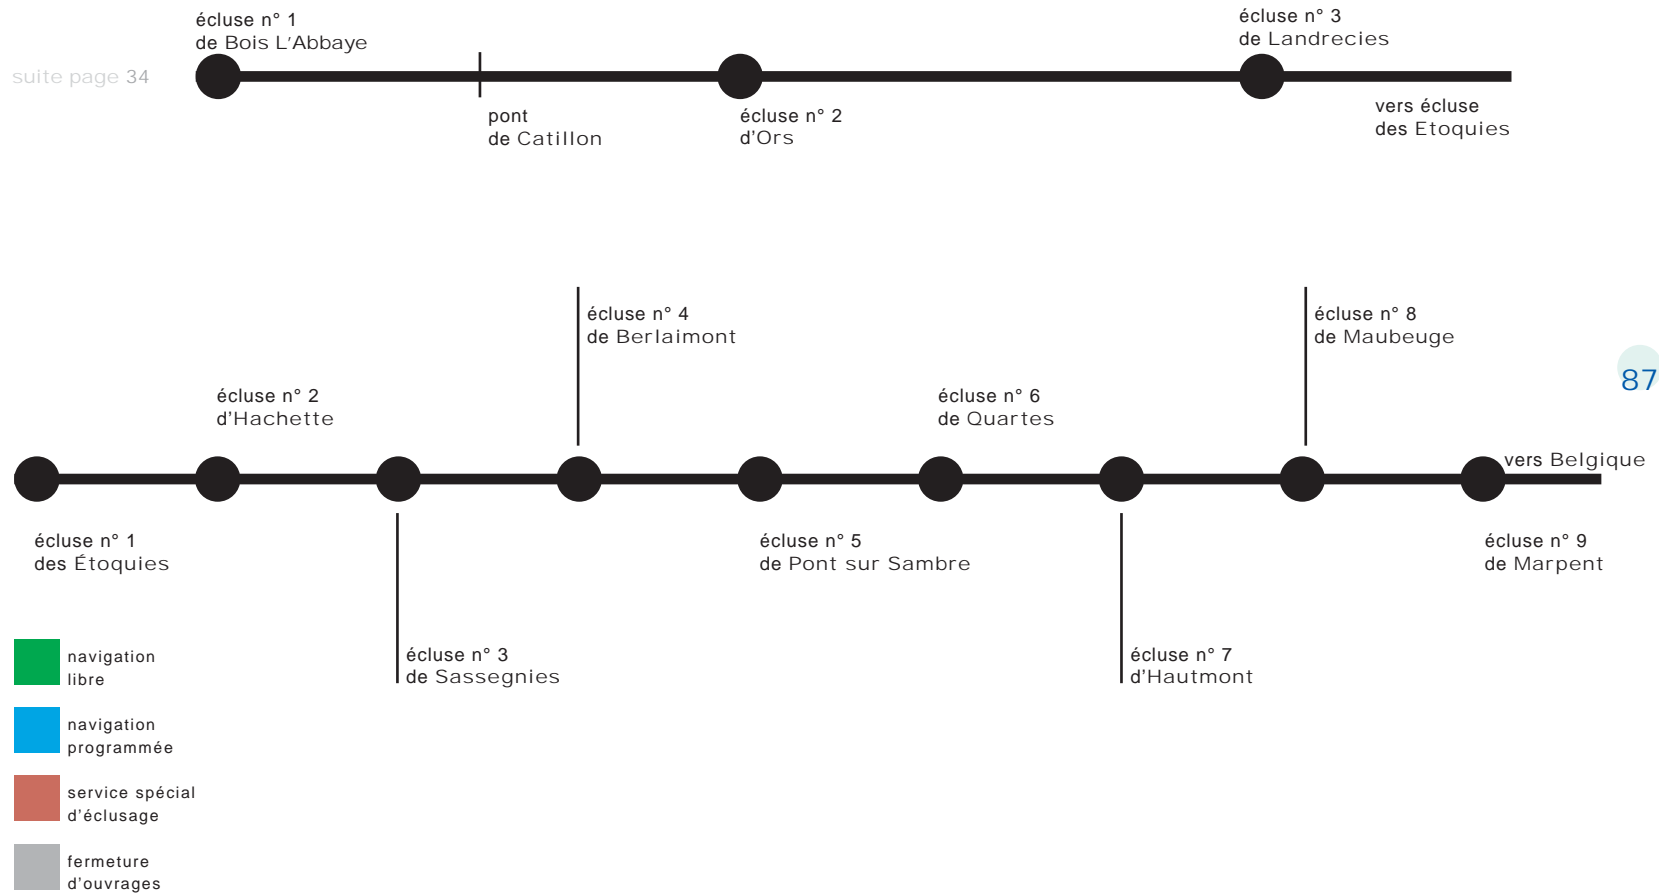 écluse n° 1
de Bois L'Abbaye
écluse n° 3
de Landrecies
suite page 34
pont
de Catillon
écluse n° 2
d'Ors
vers écluse
des Etoquies
écluse n° 4
de Berlaimont
écluse n° 8
de Maubeuge
87
écluse n° 2
d'Hachette
écluse n° 6
de Quartes
vers Belgique
écluse n° 1
des Étoquies
écluse n° 5
de Pont sur Sambre
écluse n° 9
de Marpent
écluse n° 3
de Sassegnies
écluse n° 7
d'Hautmont
navigation
libre
navigation
programmée
service spécial
d'éclusage
fermeture
d'ouvrages